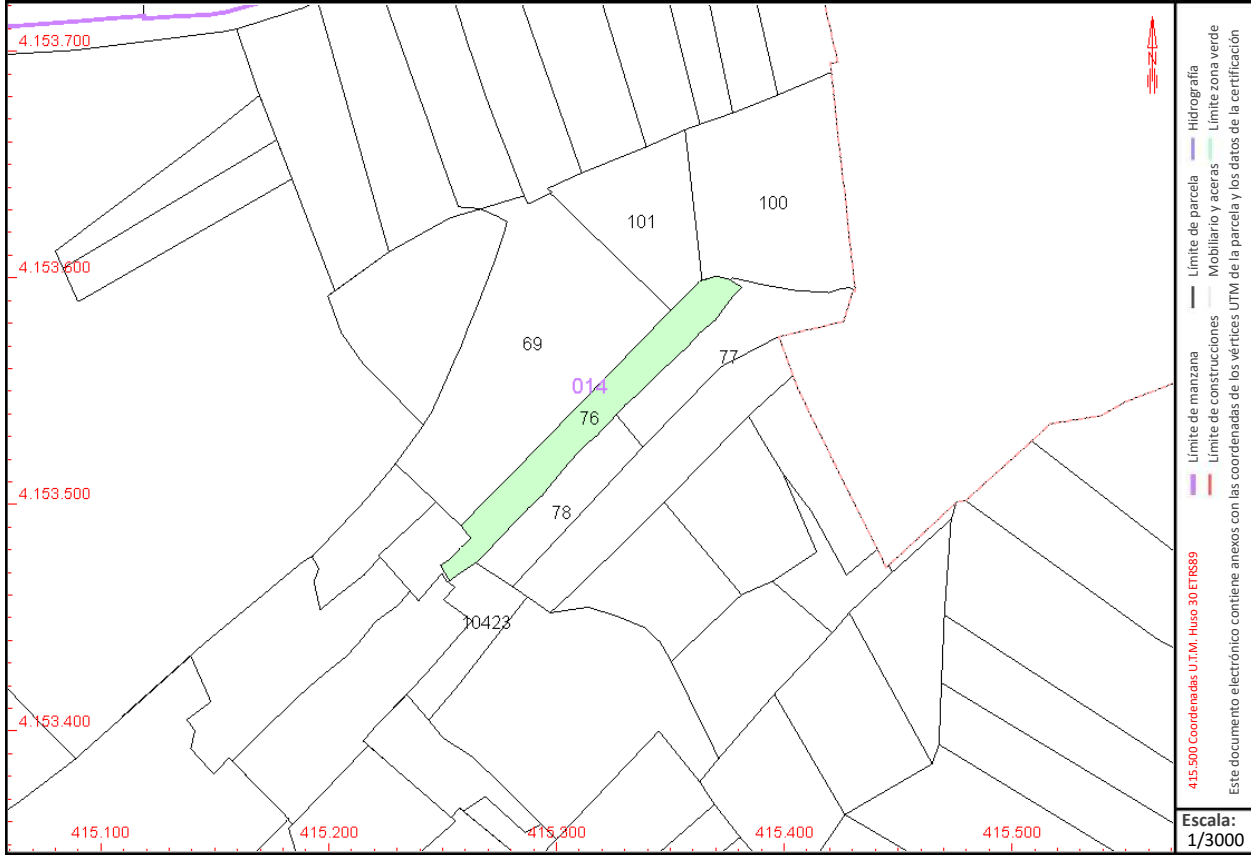 4.153.700
4.153.600
4.153.500
4.153.400
101
100
69
014
77
76
78
10423
415.100
415.200
415.300
415.400
415.500
N
Límite de manzana
Límite de parcela
Hidrografía
Límite de construcciones
Mobiliario y aceras
Límite zona verde
415.500 Coordenadas U.T.M. Huso 30 ETRS89
Este documento electrónico contiene anexos con las coordenadas de los vértices UTM de la parcela y los datos de la certificación
Escala:
1/3000